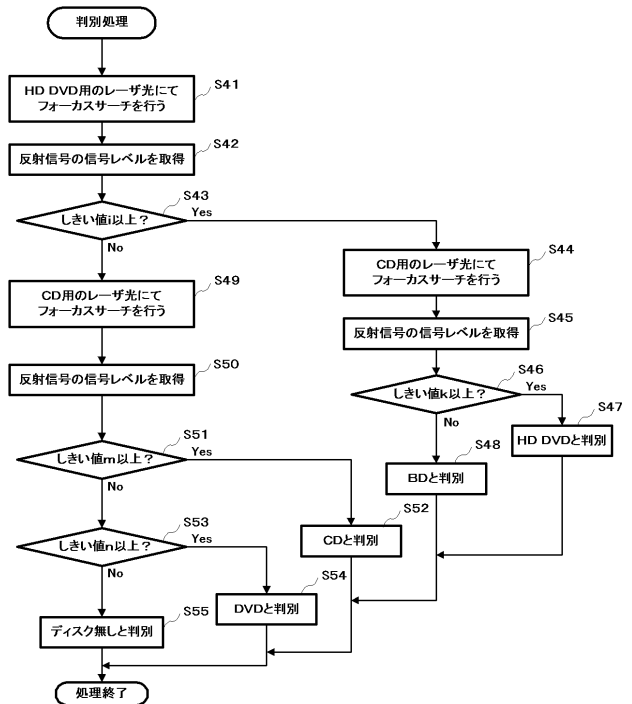 判別処理
HD DVD用のレーザ光にて
フォーカスサーチを行う
S41
反射信号の信号レベルを取得
S42
しきい値i以上？
S43
Yes
No
CD用のレーザ光にて
フォーカスサーチを行う
S44
反射信号の信号レベルを取得
S45
しきい値k以上？
S46
Yes
No
HD DVDと判別
S47
BDと判別
S48
CD用のレーザ光にて
フォーカスサーチを行う
S49
反射信号の信号レベルを取得
S50
しきい値m以上？
S51
Yes
No
CDと判別
S52
しきい値n以上？
S53
Yes
No
DVDと判別
S54
ディスク無しと判別
S55
処理終了